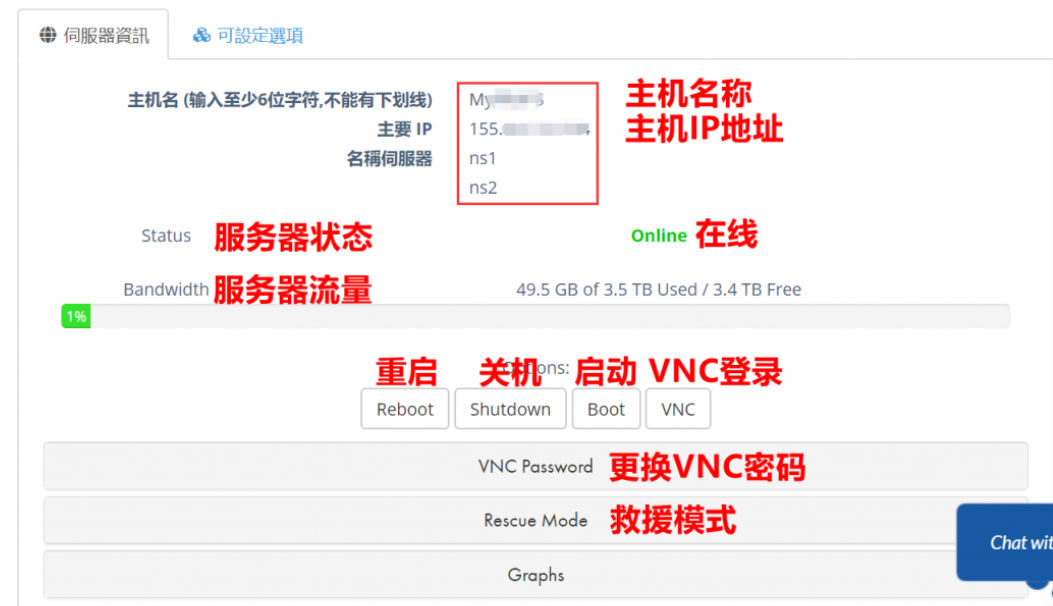 伺服器資訊 可設定選項
主机名 (输入至少6位字符,不能有下划线) My 主机名称
主要 IP 155. 主机IP地址
名稱伺服器 ns1
ns2
Status 服务器状态 Online 在线
Bandwidth 服务器流量 49.5 GB of 3.5 TB Used / 3.4 TB Free
1%
重启 关机 ons: 启动 VNC登录
Reboot Shutdown Boot VNC
VNC Password 更换VNC密码
Rescue Mode 救援模式
Chat wit
Graphs